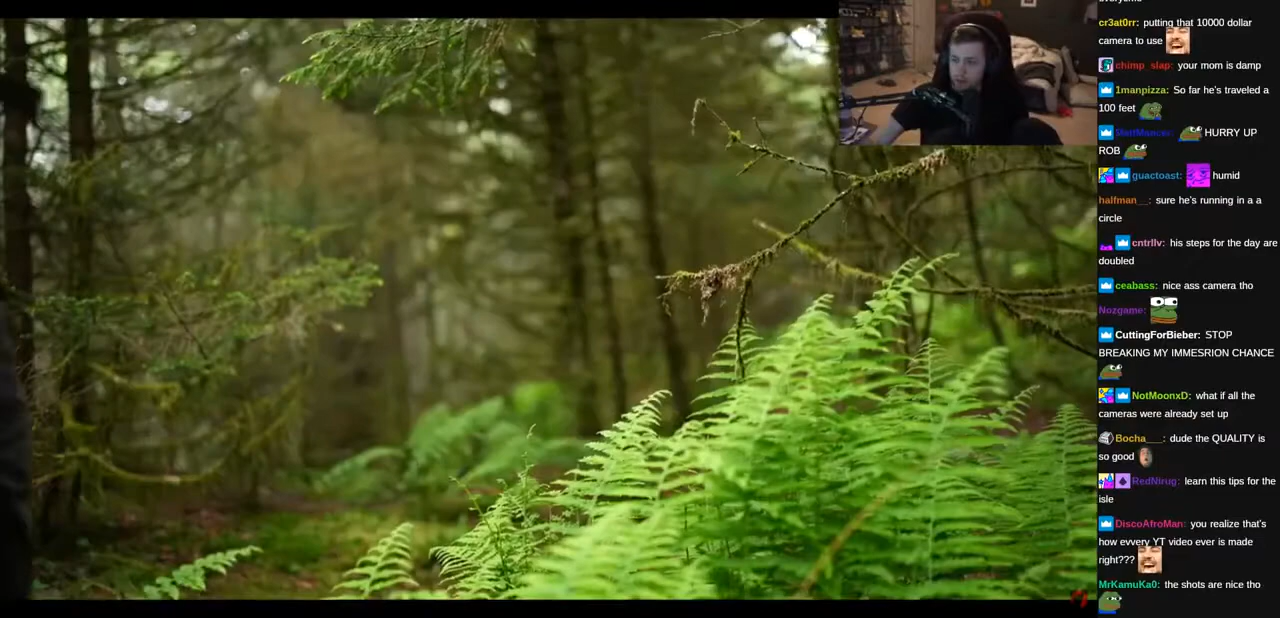 cr3at0rr: putting that 10000 dollar
camera to use
chimp_slap: your mom is damp
1manpizza: So far he's traveled a
100 feet
MattMancer: HURRY UP
ROB
guactoast: humid
halfman__: sure he's running in a a
circle
cntrllv: his steps for the day are
doubled
ceabass: nice ass camera tho
Nozgame:
CuttingForBieber: STOP
BREAKING MY IMMESRION CHANCE
NotMoonxD: what if all the
cameras were already set up
Bocha___: dude the QUALITY is
so good
RedNirug: learn this tips for the
isle
DiscoAfroMan: you realize that's
how evvery YT video ever is made
right???
MrKamuKa0: the shots are nice tho